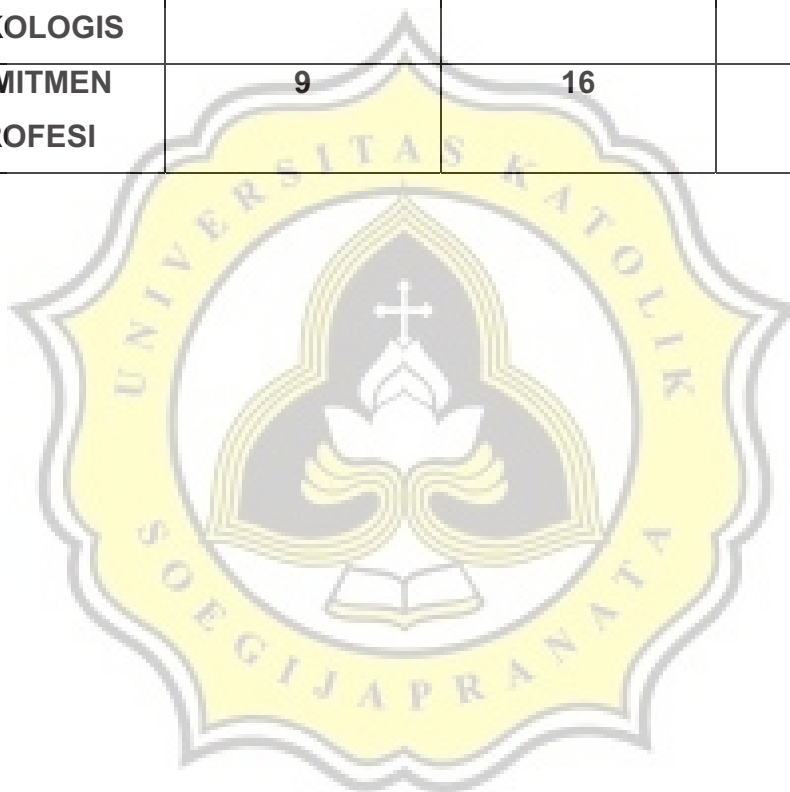 KOLOGIS
MITMEN 9 16
ROFESI
UNIVERSITAS KATOLIK
SOEGIJAPRANATA